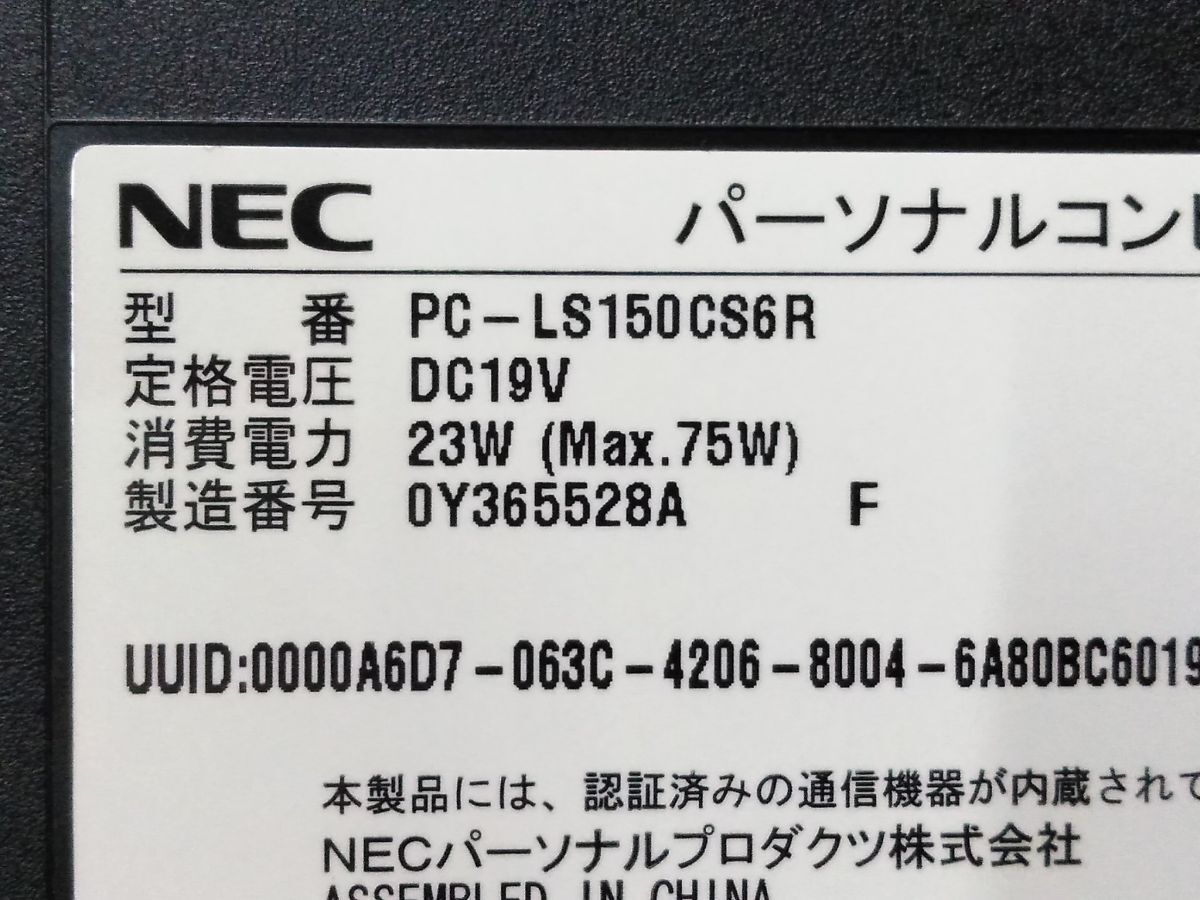 NEC パーソナルコン
型番 PC-LS150CS6R
定格電圧 DC19V
消費電力 23W (Max.75W)
製造番号 0Y365528A F
UUID:0000A6D7-063C-4206-8004-6A80BC6019
本製品には、認証済みの通信機器が内蔵されて
NECパーソナルプロダクツ株式会社
ASSEMBLED IN CHINA